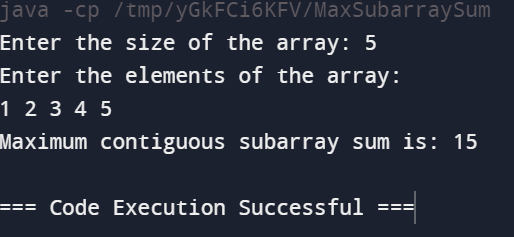 java -cp /tmp/yGkFCi6KFV/MaxSubarraySum
Enter the size of the array: 5
Enter the elements of the array:
1 2 3 4 5
Maximum contiguous subarray sum is: 15
=== Code Execution Successful ===